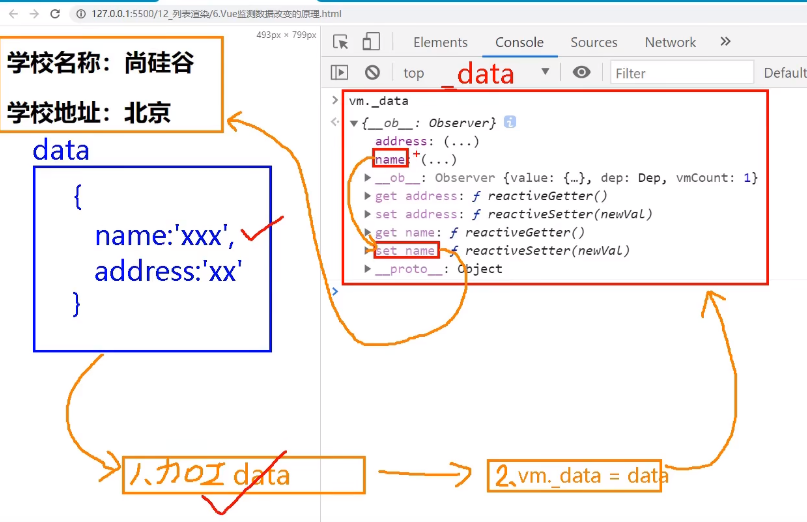 127.0.0.1:5500/12_列表渲染/6.Vue监测数据改变的原理.html
493px × 799px
学校名称：尚硅谷
学校地址：北京
data
{
name:'xxx',
address:'xx'
}
1.加工 data
2.vm._data = data
Elements Console Sources Network »
top _data Filter Default
> vm._data
{__ob__: Observer}
address: (...)
name: (...)
__ob__: Observer {value: {…}, dep: Dep, vmCount: 1}
get address: ƒ reactiveGetter()
set address: ƒ reactiveSetter(newVal)
get name: ƒ reactiveGetter()
set name: ƒ reactiveSetter(newVal)
__proto__: Object
>